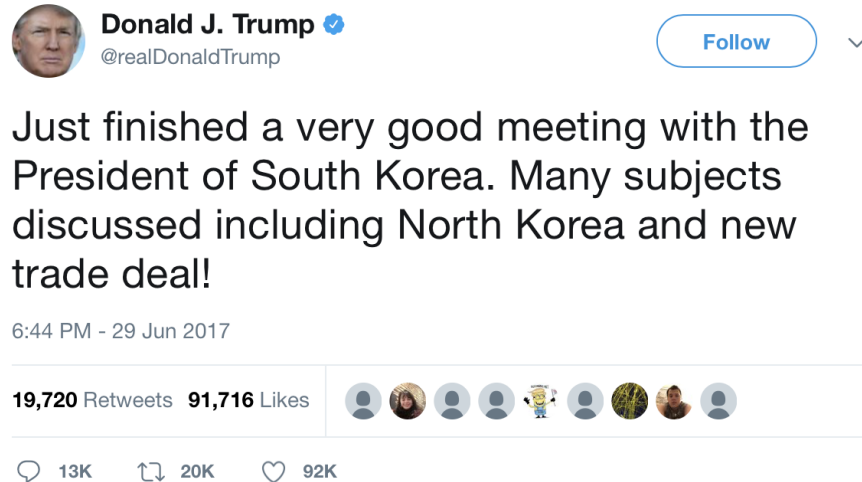 Donald J. Trump
@realDonaldTrump
Follow
Just finished a very good meeting with the
President of South Korea. Many subjects
discussed including North Korea and new
trade deal!
6:44 PM - 29 Jun 2017
19,720 Retweets 91,716 Likes
13K 20K 92K